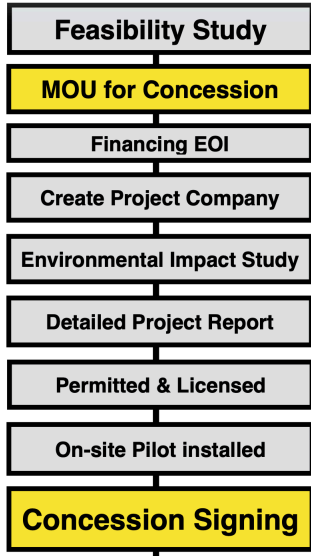 Feasibility Study
MOU for Concession
Financing EOI
Create Project Company
Environmental Impact Study
Detailed Project Report
Permitted & Licensed
On-site Pilot installed
Concession Signing